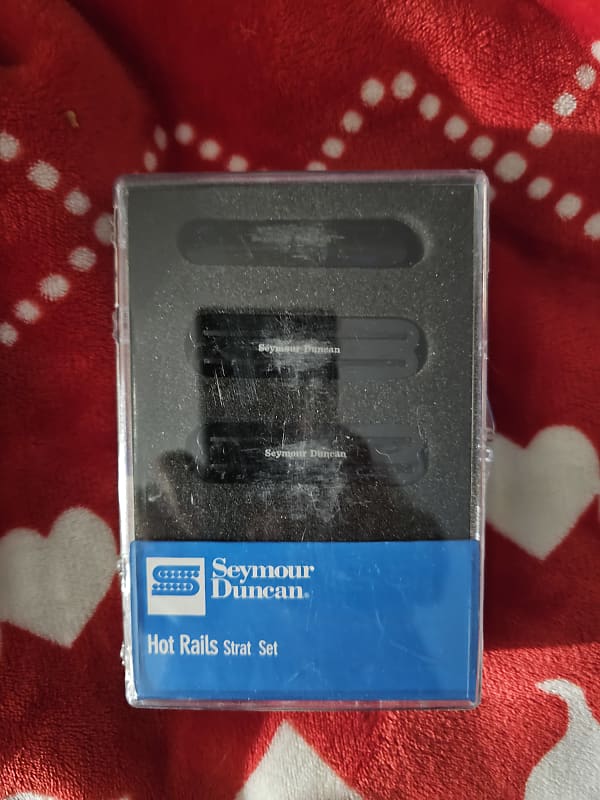 Seymour Duncan
Seymour Duncan
Seymour
Duncan®
Hot Rails Strat Set